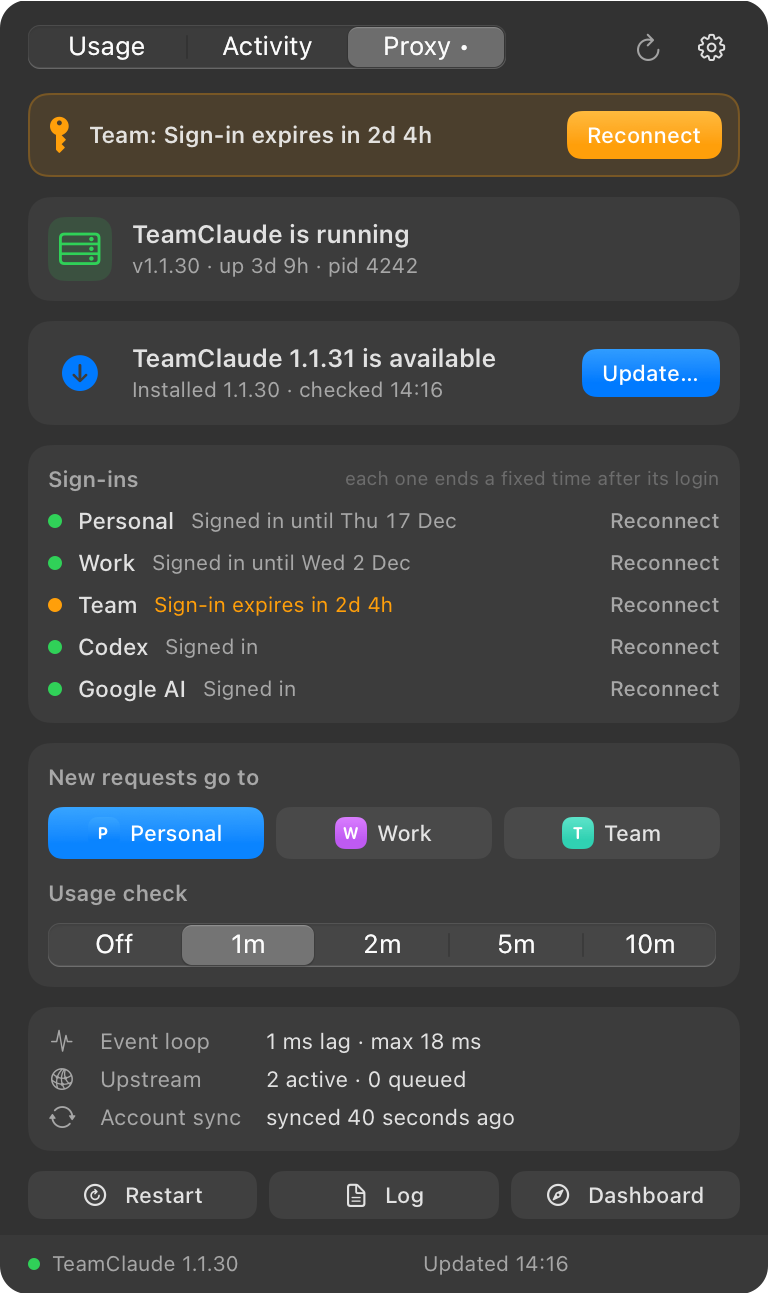 Usage Activity Proxy •
Team: Sign-in expires in 2d 4h Reconnect
TeamClaude is running
v1.1.30 · up 3d 9h · pid 4242
TeamClaude 1.1.31 is available
Installed 1.1.30 · checked 14:16
Update...
Sign-ins each one ends a fixed time after its login
Personal Signed in until Thu 17 Dec Reconnect
Work Signed in until Wed 2 Dec Reconnect
Team Sign-in expires in 2d 4h Reconnect
Codex Signed in Reconnect
Google AI Signed in Reconnect
New requests go to
P Personal W Work T Team
Usage check
Off 1m 2m 5m 10m
Event loop 1 ms lag · max 18 ms
Upstream 2 active · 0 queued
Account sync synced 40 seconds ago
Restart Log Dashboard
TeamClaude 1.1.30 Updated 14:16